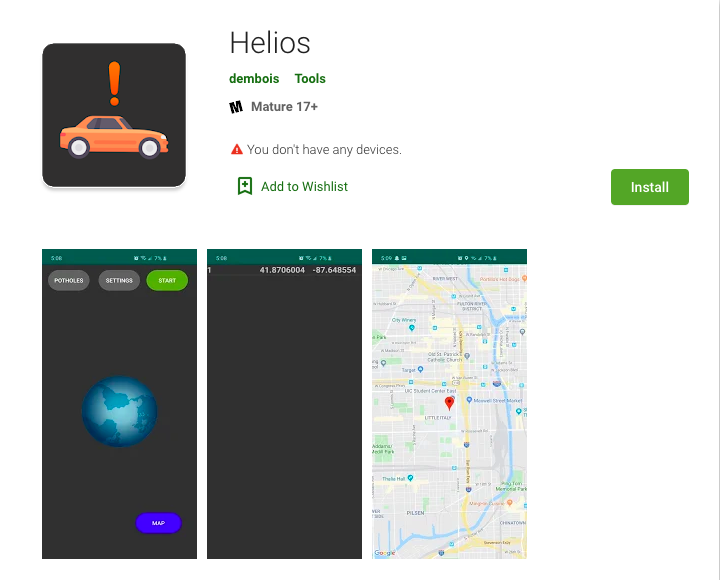 Helios
dembois Tools
Mature 17+
You don't have any devices.
Add to Wishlist
Install
5:08 7%
POTHOLES SETTINGS START
MAP
5:08 7%
1 41.8706004 -87.648554
5:09 7%
RIVER WEST
FULTON RIVER
DISTRICT
City Winery
Old St. Patrick's
Catholic Church
Target
UIC Student Center East
Maxwell Street Market
LITTLE ITALY
Addams/
Medill Park
Thalia Hall
Ping Tom
Memorial Park
PILSEN
CHINATOWN
Google